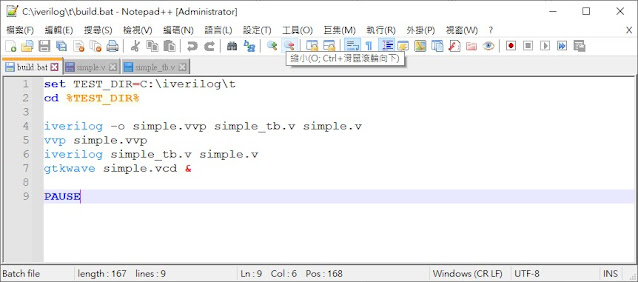 C:\iverilog\t\build.bat - Notepad++ [Administrator]
檔案(F) 編輯(E) 搜尋(S) 檢視(V) 編碼(N) 語言(L) 設定(T) 工具(O) 巨集(M) 執行(R) 外掛(P) 視窗(W) ?
縮小(O; Ctrl+滑鼠滾輪向下)
build.bat simple.v simple_tb.v
1 set TEST_DIR=C:\iverilog\t
2 cd %TEST_DIR%
3
4 iverilog -o simple.vvp simple_tb.v simple.v
5 vvp simple.vvp
6 iverilog simple_tb.v simple.v
7 gtkwave simple.vcd &
8
9 PAUSE
Batch file length : 167 lines : 9 Ln : 9 Col : 6 Pos : 168 Windows (CR LF) UTF-8 INS